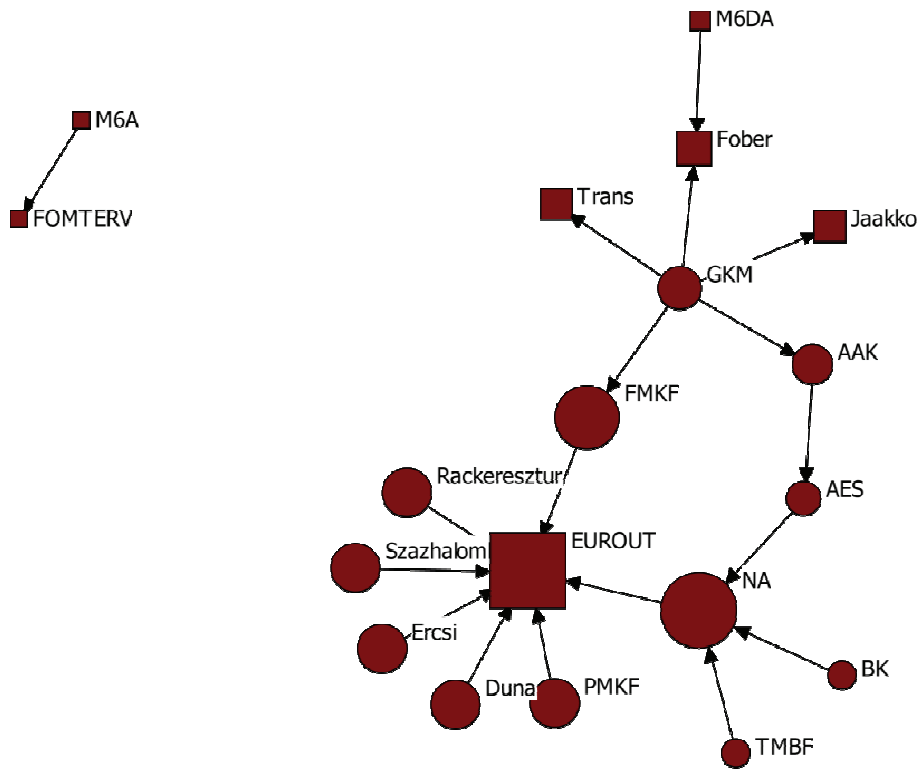 M6DA
M6A
Fober
Trans
FOMTERV
Jaakko
GKM
AAK
FMKF
Rackeresztur
AES
EUROUT
Szazhalom
NA
Ercsi
BK
Duna
PMKF
TMBF